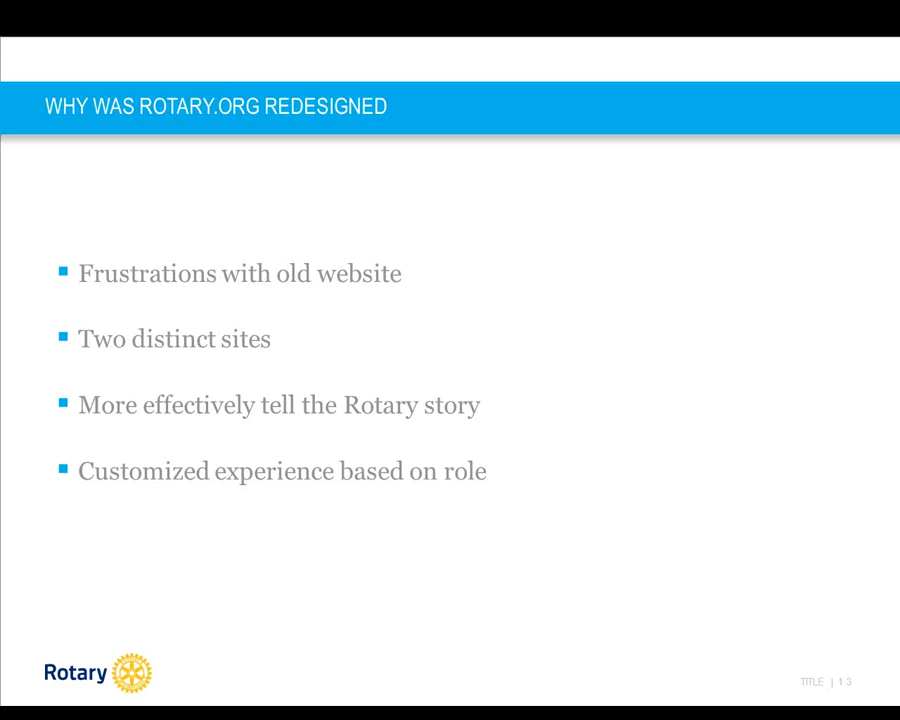 WHY WAS ROTARY.ORG REDESIGNED
▪ Frustrations with old website
▪ Two distinct sites
▪ More effectively tell the Rotary story
▪ Customized experience based on role
Rotary
TITLE | 13